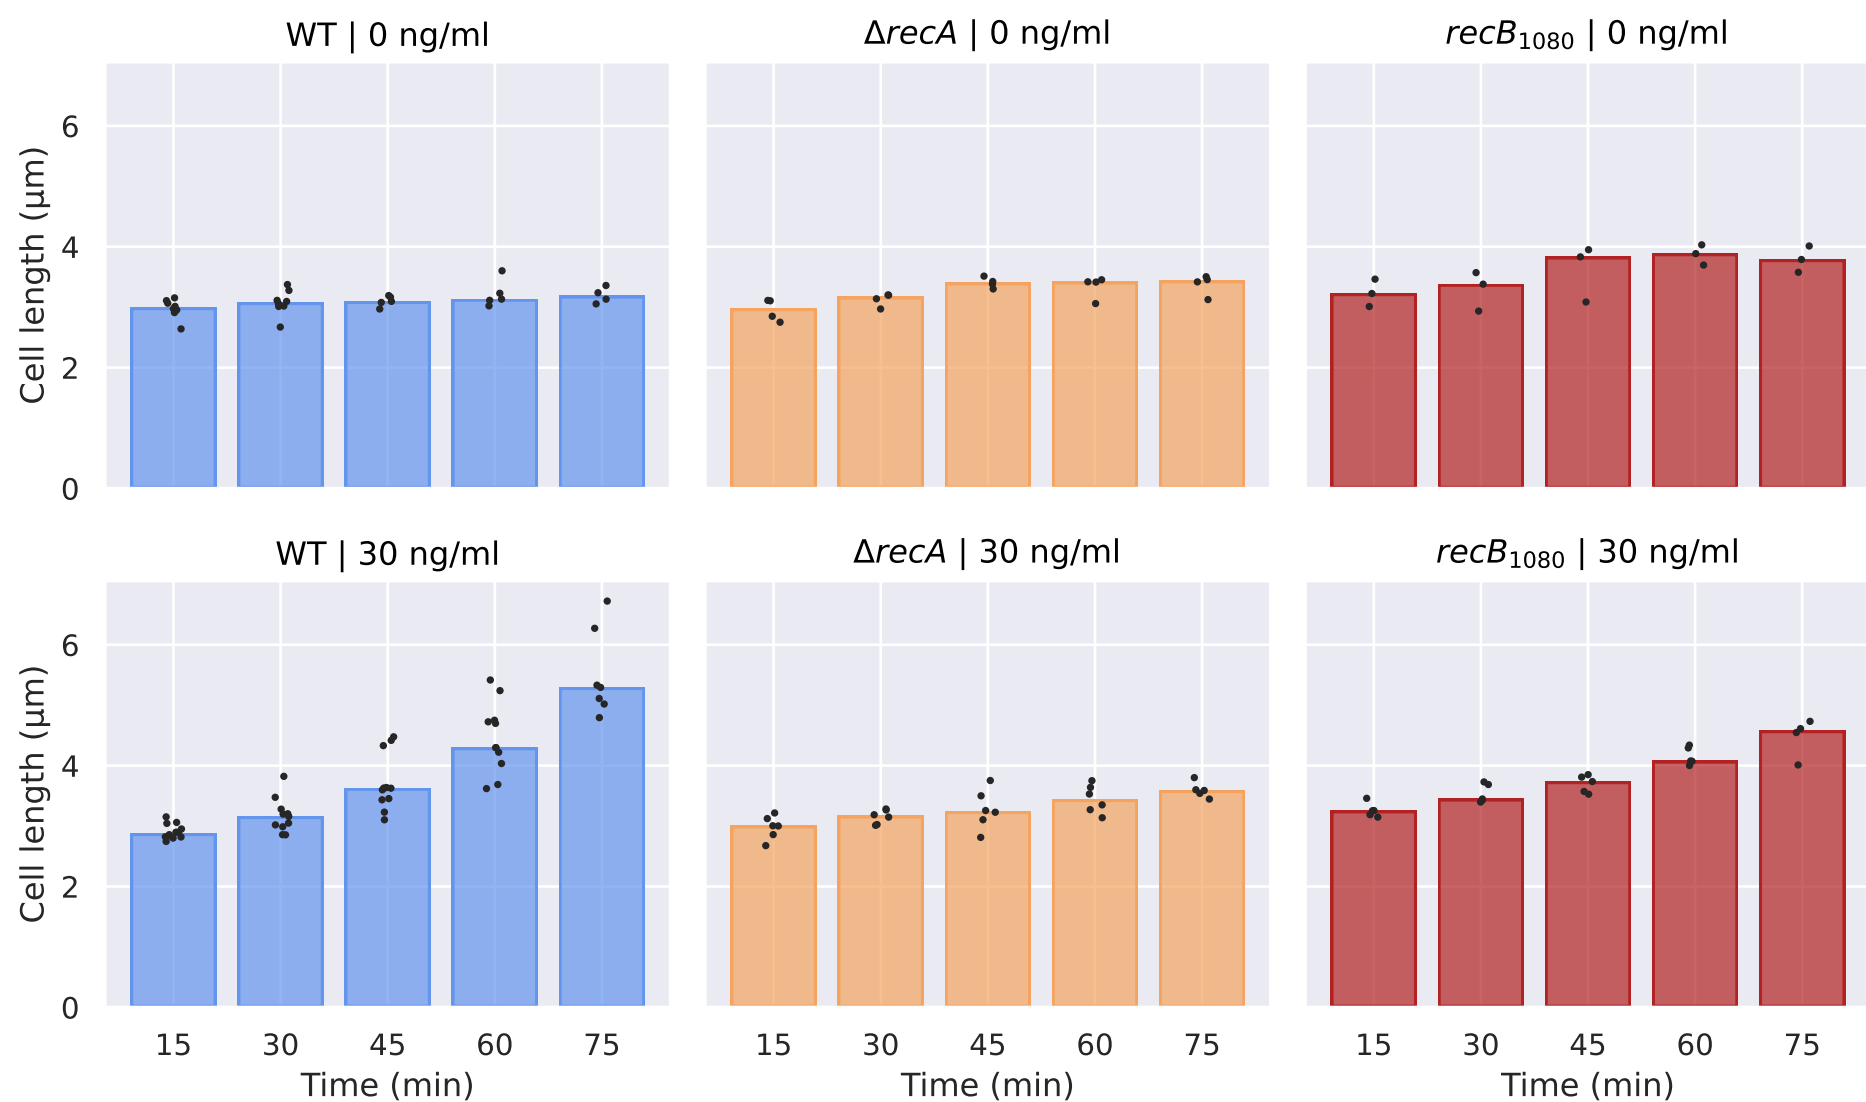 WT | 0 ng/ml
ΔrecA | 0 ng/ml
recB₁₀₈₀ | 0 ng/ml
Cell length (µm)
6
4
2
0
WT | 30 ng/ml
ΔrecA | 30 ng/ml
recB₁₀₈₀ | 30 ng/ml
Cell length (µm)
6
4
2
0
15 30 45 60 75
15 30 45 60 75
15 30 45 60 75
Time (min)
Time (min)
Time (min)